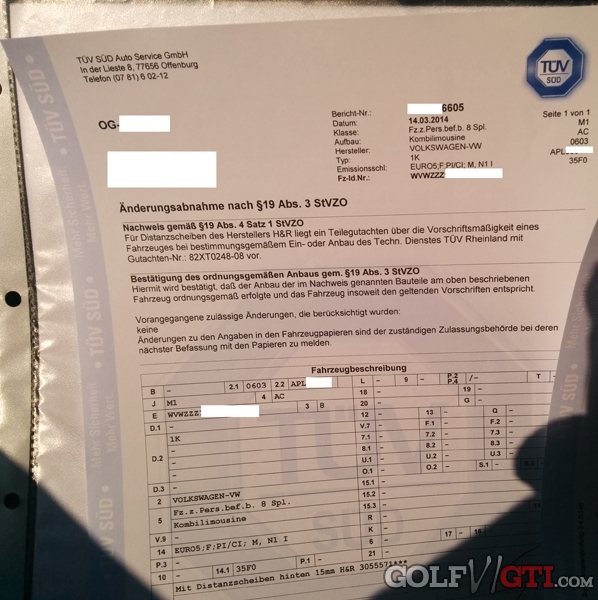 TÜV SÜD Auto Service GmbH
In der Lieste 8, 77656 Offenburg
Telefon (07 81) 6 02-12
TÜV
SÜD
OG-
Bericht-Nr.: 6605
Seite 1 von 1
Datum: 14.03.2014 M1
Klasse: Fz.z.Pers.bef.b. 8 Spl. AC
Aufbau: Kombilimousine 0603
Hersteller: VOLKSWAGEN-VW APL
Typ: 1K 35F0
Emissionsschl: EURO5;F;PI/CI; M, N1 I
Fz-Id.Nr.: WVWZZZ
Änderungsabnahme nach §19 Abs. 3 StVZO
Nachweis gemäß §19 Abs. 4 Satz 1 StVZO
Für Distanzscheiben des Herstellers H&R liegt ein Teilegutachten über die Vorschriftsmäßigkeit eines
Fahrzeuges bei bestimmungsgemäßem Ein- oder Anbau des Techn. Dienstes TÜV Rheinland mit
Gutachten-Nr.: 82XT0248-08 vor.
Bestätigung des ordnungsgemäßen Anbaus gem. §19 Abs. 3 StVZO
Hiermit wird bestätigt, daß der Anbau der im Nachweis genannten Bauteile am oben beschriebenen
Fahrzeug ordnungsgemäß erfolgte und das Fahrzeug insoweit den geltenden Vorschriften entspricht.
Vorangegangene zulässige Änderungen, die berücksichtigt wurden:
keine
Änderungen zu den Angaben in den Fahrzeugpapieren sind der zuständigen Zulassungsbehörde bei deren
nächster Befassung mit den Papieren zu melden.
Fahrzeugbeschreibung
B - 2.1 0603 2.2 APL L - 9 - P.2 P.4 /- T -
J M1 4 AC 18 - 19 -
E WVWZZZ 3 8 20 - G -
D.1 - 12 - 13 - Q -
D.2 1K V.7 - F.1 - F.2 -
- 7.1 - 7.2 - 7.3 -
- 8.1 - 8.2 - 8.3 -
- U.1 - U.2 - U.3 -
- O.1 - O.2 - S.1 -
D.3 - 15.1 -
2 VOLKSWAGEN-VW 15.2 -
5 Fz.z.Pers.bef.b. 8 Spl. 15.3 -
Kombilimousine R -
V.9 - K -
14 EURO5;F;PI/CI; M, N1 I 6 - 17 - 16
P.3 - P.1 - 21 -
10 - 14.1 35F0
Mit Distanzscheiben hinten 15mm H&R 3055571***
TÜV SÜD
Mehr Sicherheit.
Mehr Wert.
GOLFVIGTI.COM